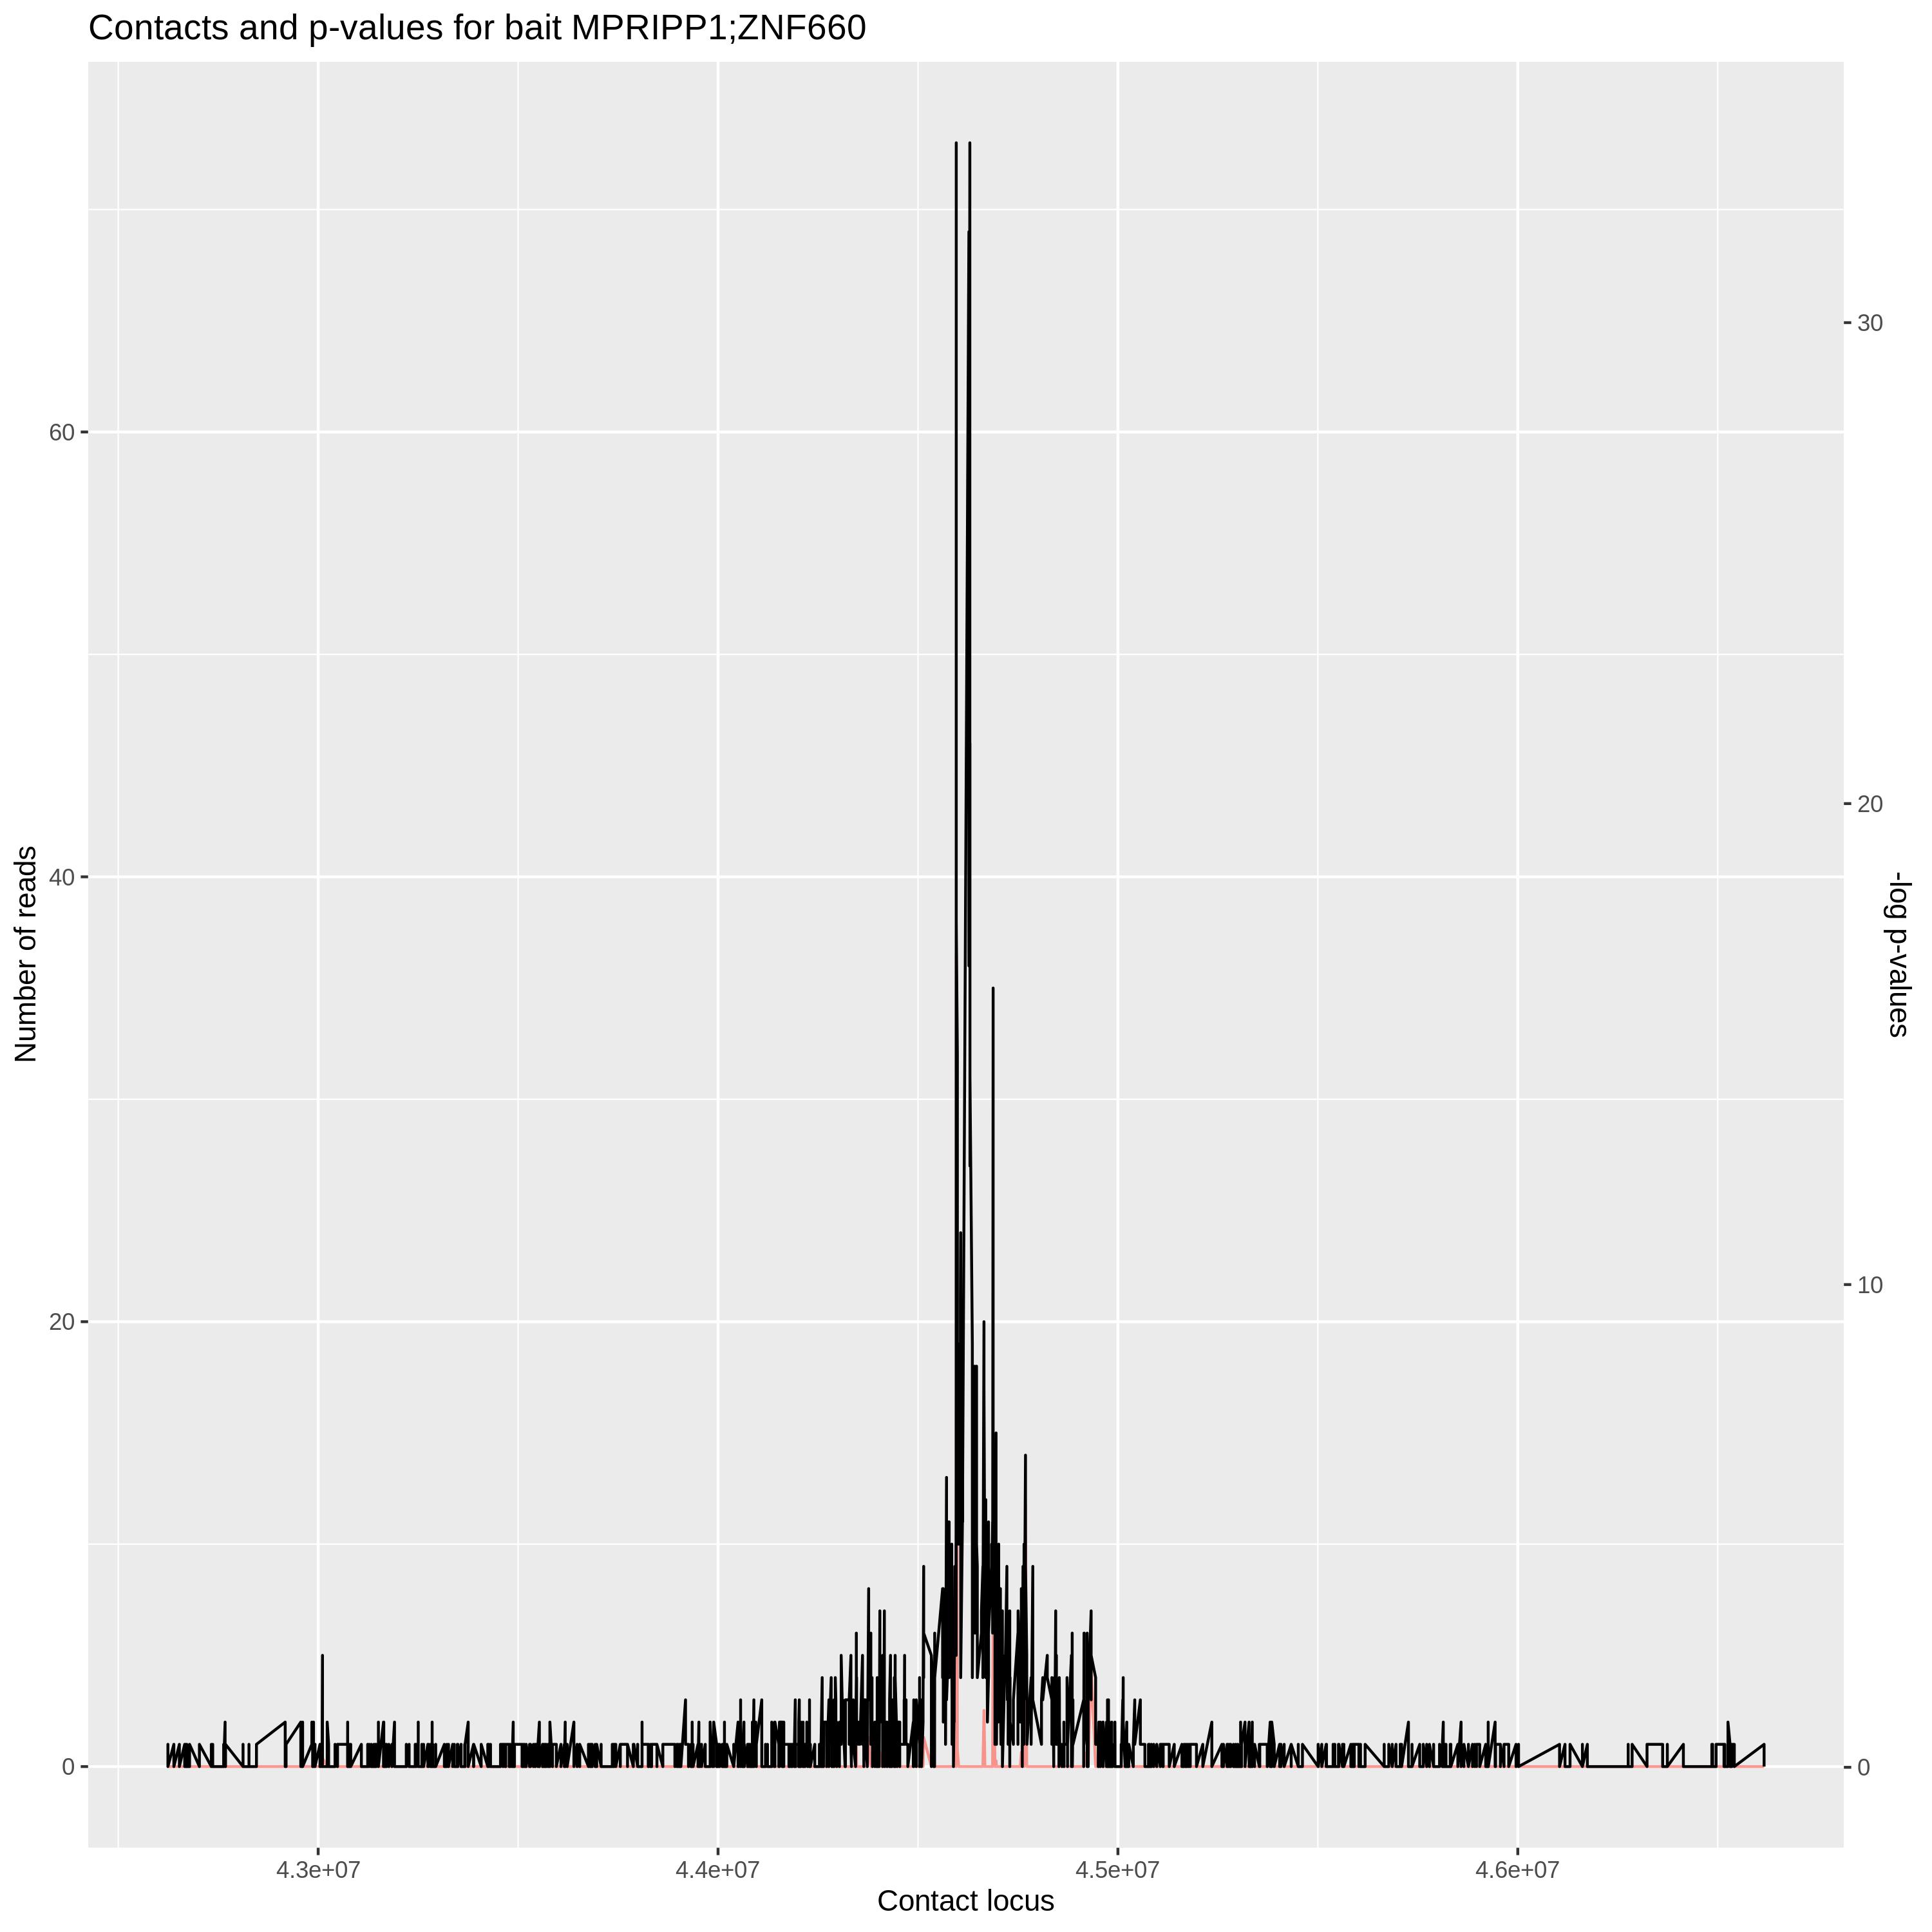 Contacts and p-values for bait MPRIPP1;ZNF660
60
40
20
0
Number of reads
30
20
10
0
-log p-values
4.3e+07
4.4e+07
4.5e+07
4.6e+07
Contact locus